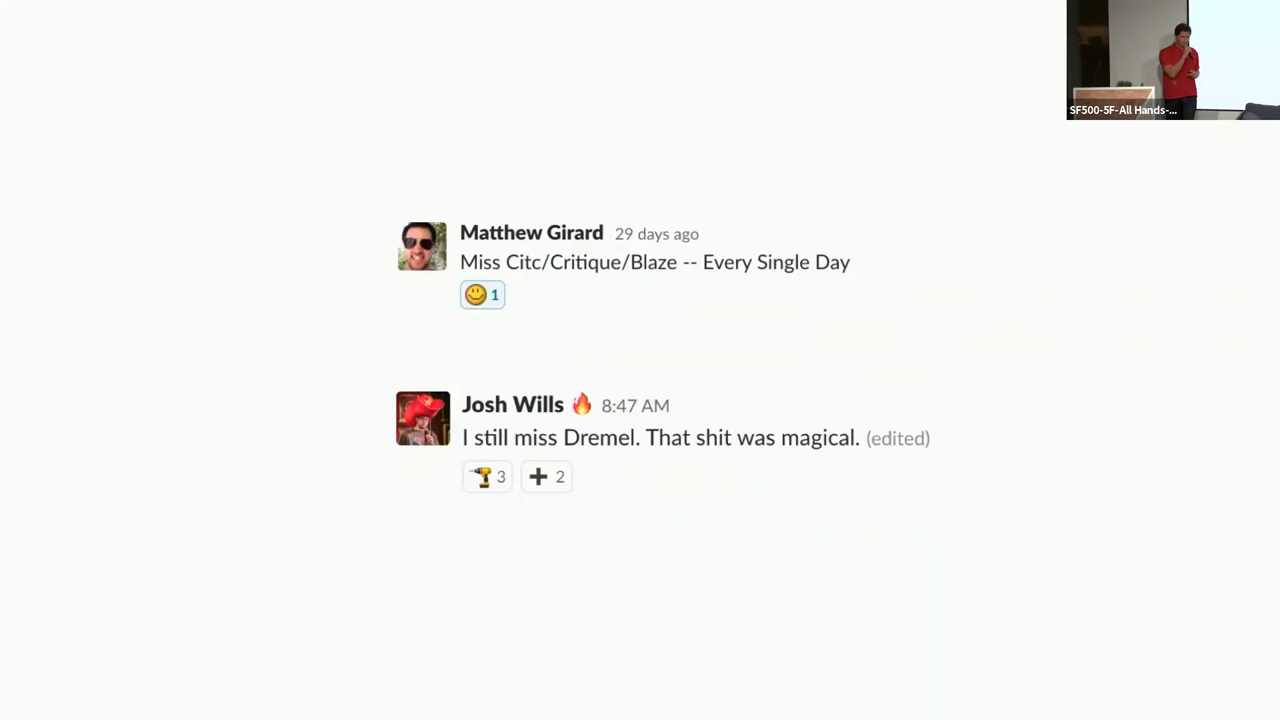 SF500-5F-All Hands-...
Matthew Girard 29 days ago
Miss Citc/Critique/Blaze -- Every Single Day
1
Josh Wills 8:47 AM
I still miss Dremel. That shit was magical. (edited)
3 2